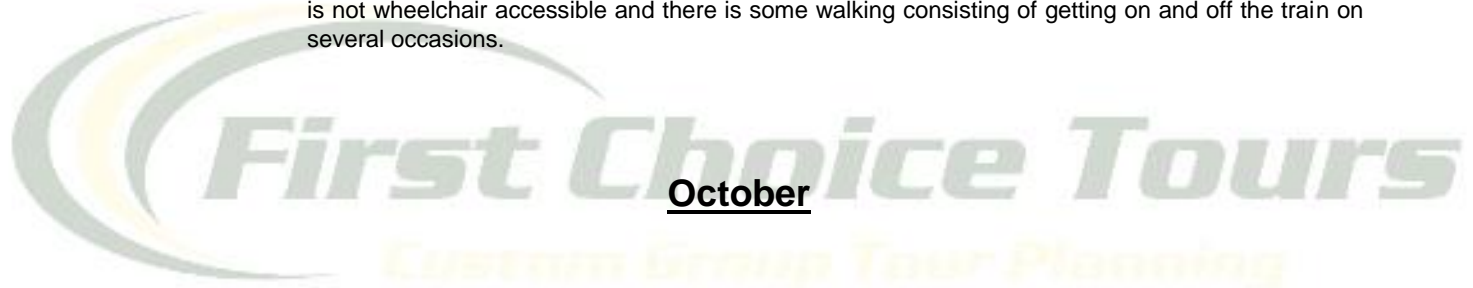 is not wheelchair accessible and there is some walking consisting of getting on and off the train on
several occasions.
First Choice Tours
October
Custom Group Tour Planning